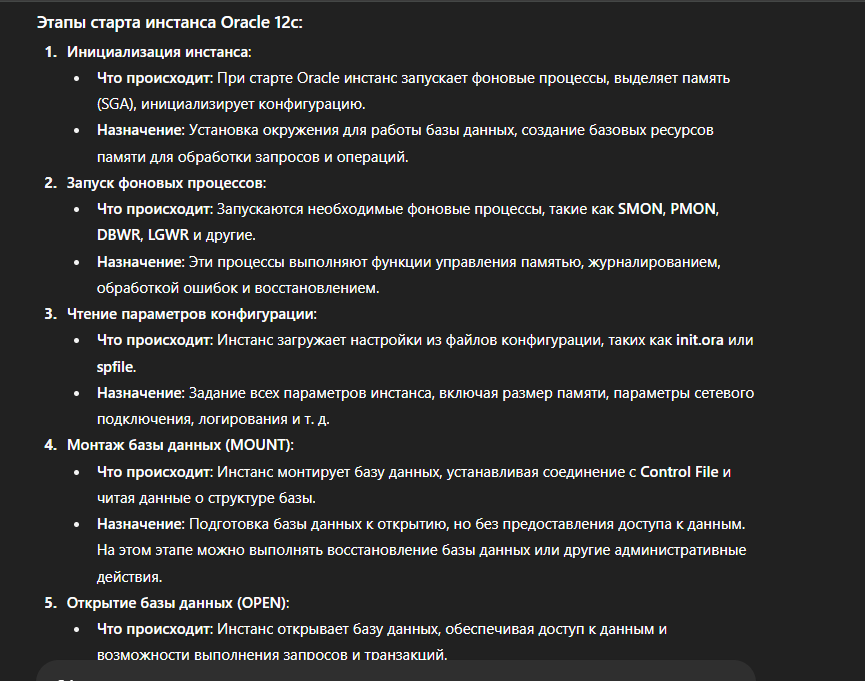 Этапы старта инстанса Oracle 12c:
1. Инициализация инстанса:
• Что происходит: При старте Oracle инстанс запускает фоновые процессы, выделяет память
(SGA), инициализирует конфигурацию.
• Назначение: Установка окружения для работы базы данных, создание базовых ресурсов
памяти для обработки запросов и операций.
2. Запуск фоновых процессов:
• Что происходит: Запускаются необходимые фоновые процессы, такие как SMON, PMON,
DBWR, LGWR и другие.
• Назначение: Эти процессы выполняют функции управления памятью, журналированием,
обработкой ошибок и восстановлением.
3. Чтение параметров конфигурации:
• Что происходит: Инстанс загружает настройки из файлов конфигурации, таких как init.ora или
spfile.
• Назначение: Задание всех параметров инстанса, включая размер памяти, параметры сетевого
подключения, логирования и т. д.
4. Монтаж базы данных (MOUNT):
• Что происходит: Инстанс монтирует базу данных, устанавливая соединение с Control File и
читая данные о структуре базы.
• Назначение: Подготовка базы данных к открытию, но без предоставления доступа к данным.
На этом этапе можно выполнять восстановление базы данных или другие административные
действия.
5. Открытие базы данных (OPEN):
• Что происходит: Инстанс открывает базу данных, обеспечивая доступ к данным и
возможности выполнения запросов и транзакций.